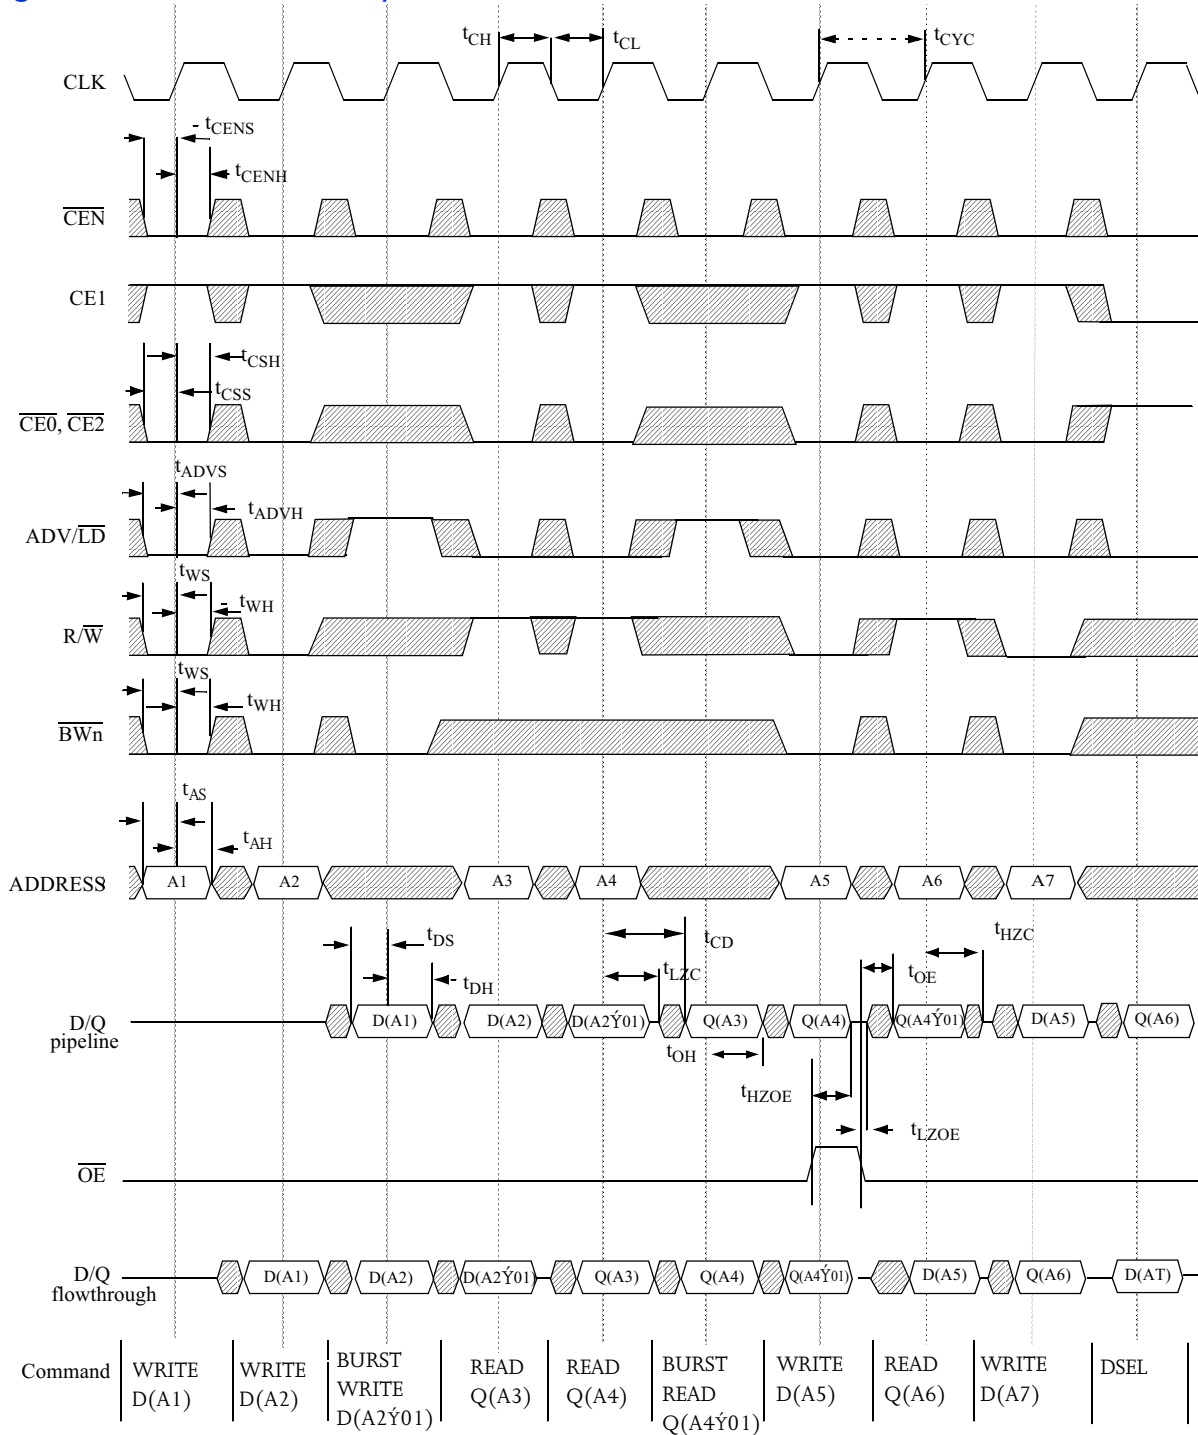 tCH
tCL
tCYC
CLK
tCENS
tCENH
CEN
CE1
tCSH
tCSS
CE0, CE2
tADVS
tADVH
ADV/LD
tWS
tWH
R/W
tWS
tWH
BWn
tAS
tAH
ADDRESS
A1
A2
A3
A4
A5
A6
A7
tDS
tDH
tCD
tLZC
tOE
tHZC
D/Q
pipeline
D(A1)
D(A2)
D(A2Ý01)
Q(A3)
Q(A4)
Q(A4Ý01)
D(A5)
Q(A6)
tOH
tHZOE
tLZOE
OE
D/Q
flowthrough
D(A1)
D(A2)
D(A2Ý01)
Q(A3)
Q(A4)
Q(A4Ý01)
D(A5)
Q(A6)
D(AT)
Command
WRITE
D(A1)
WRITE
D(A2)
BURST
WRITE
D(A2Ý01)
READ
Q(A3)
READ
Q(A4)
BURST
READ
Q(A4Ý01)
WRITE
D(A5)
READ
Q(A6)
WRITE
D(A7)
DSEL